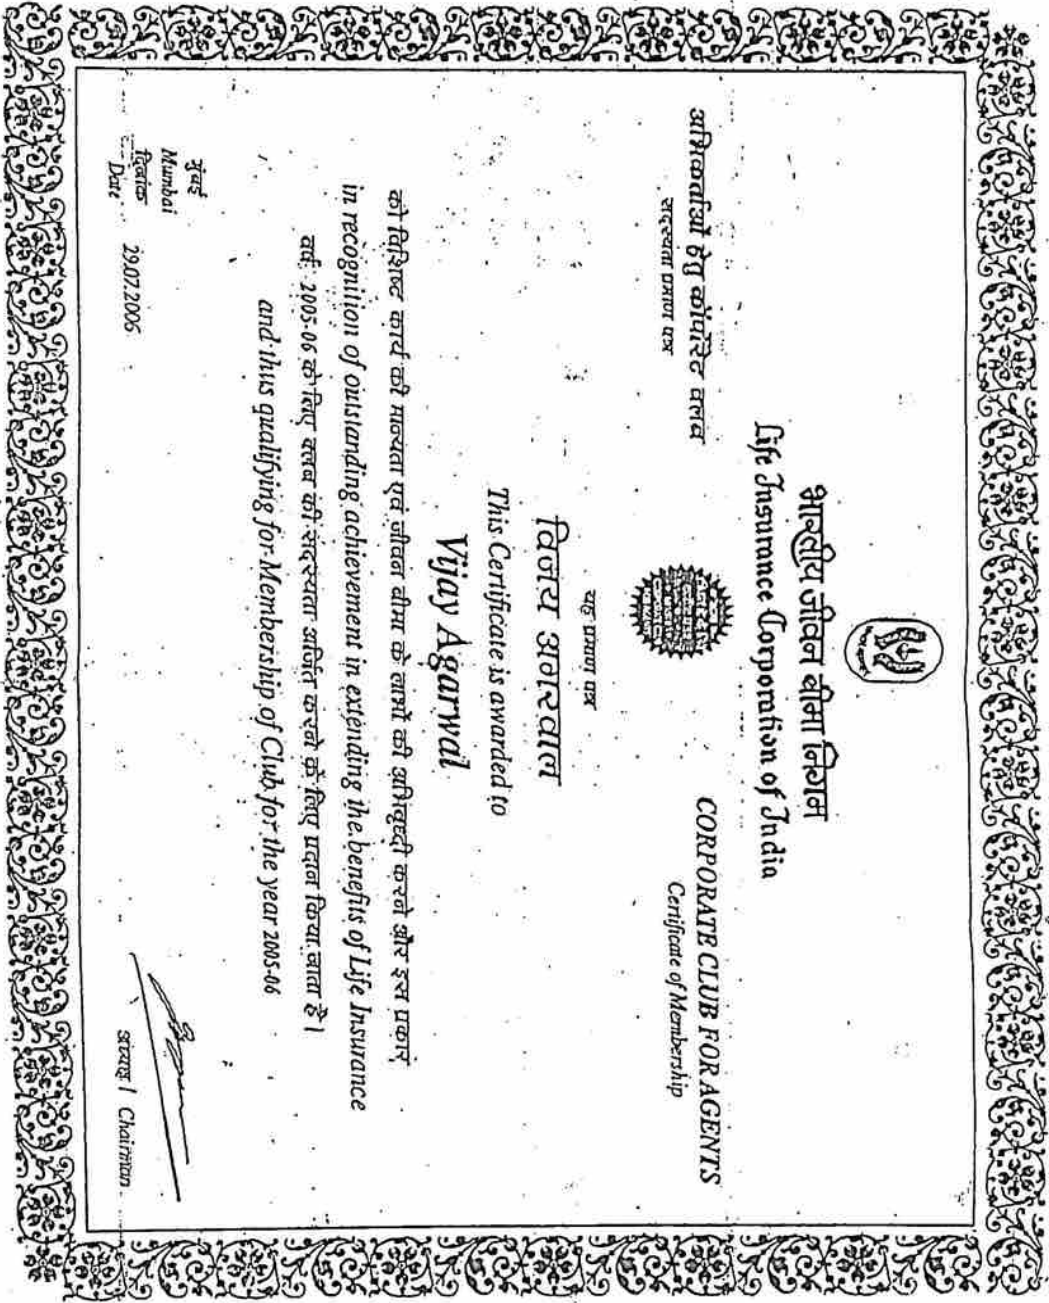 भारतीय जीवन बीमा निगम
Life Insurance Corporation of India
अभिकर्ताओं हेतु कॉर्पोरेट क्लब
सदस्यता प्रमाण पत्र
CORPORATE CLUB FOR AGENTS
Certificate of Membership
यह प्रमाण पत्र
विजय अगरवाल
This Certificate is awarded to
Vijay Agarwal
को विशिष्ट कार्य की मान्यता एवं जीवन बीमा के लाभों की अभिवृध्दी करने और इस प्रकार
in recognition of outstanding achievement in extending the benefits of Life Insurance
वर्ष 2005-06 के लिए क्लब की सदस्यता अर्जित करने के लिए प्रदान किया जाता है।
and thus qualifying for Membership of Club for the year 2005-06
मुंबई
Mumbai
दिनांक
Date 29.07.2006
अध्यक्ष / Chairman